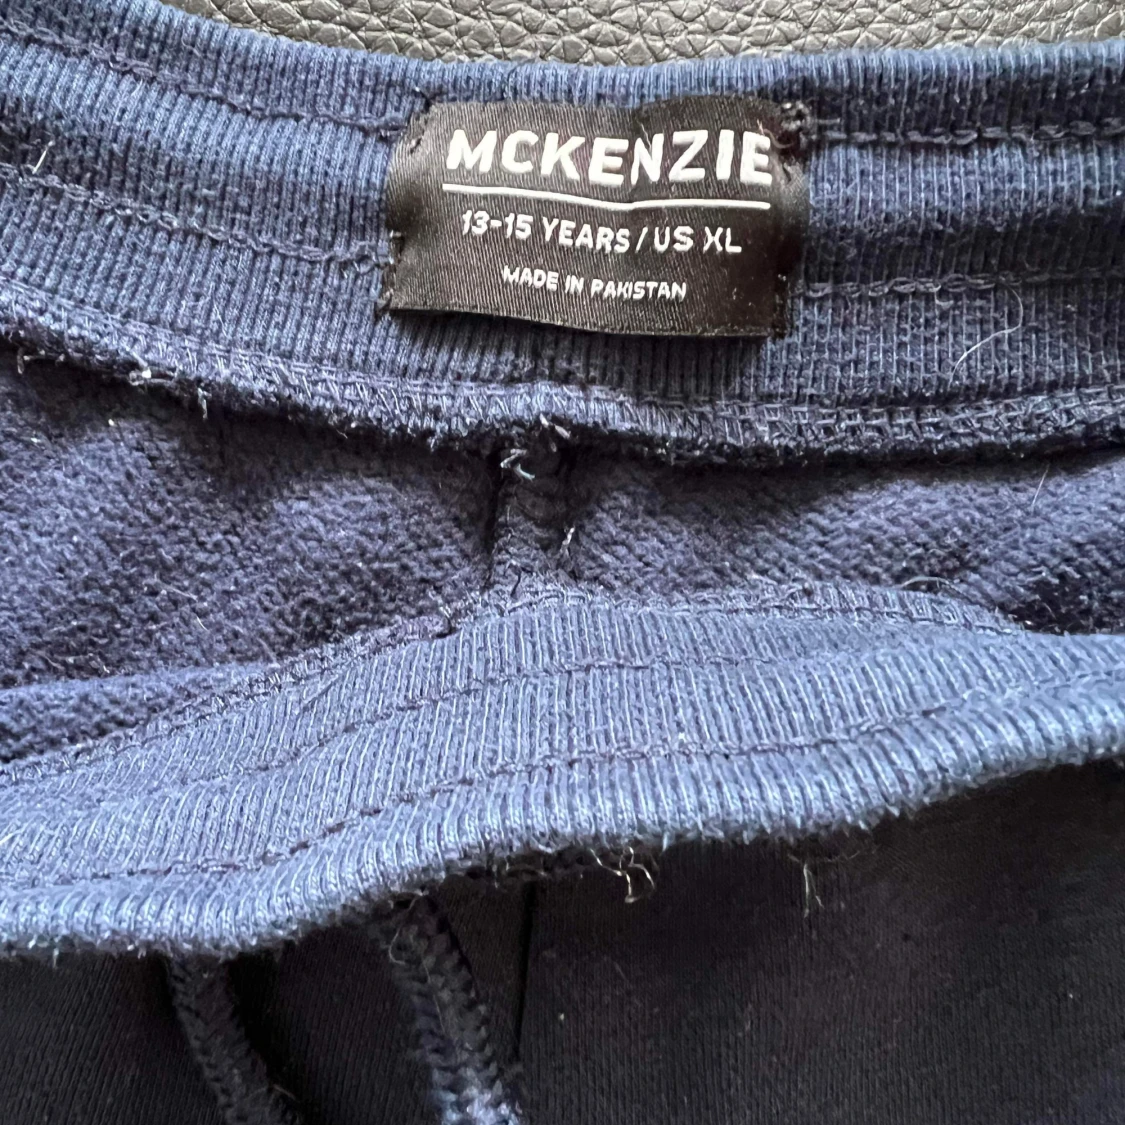 MCKENZIE
13-15 YEARS / US XL
MADE IN PAKISTAN